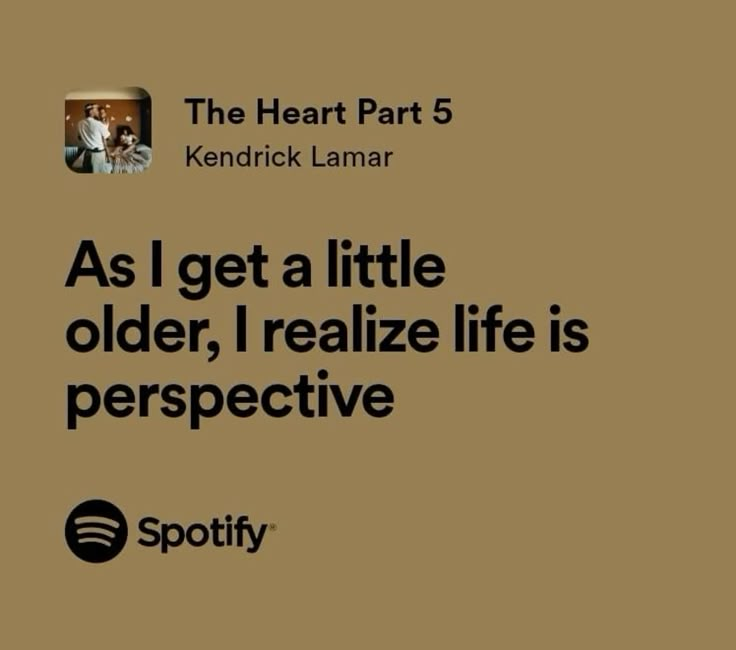 The Heart Part 5
Kendrick Lamar
As I get a little
older, I realize life is
perspective
Spotify®